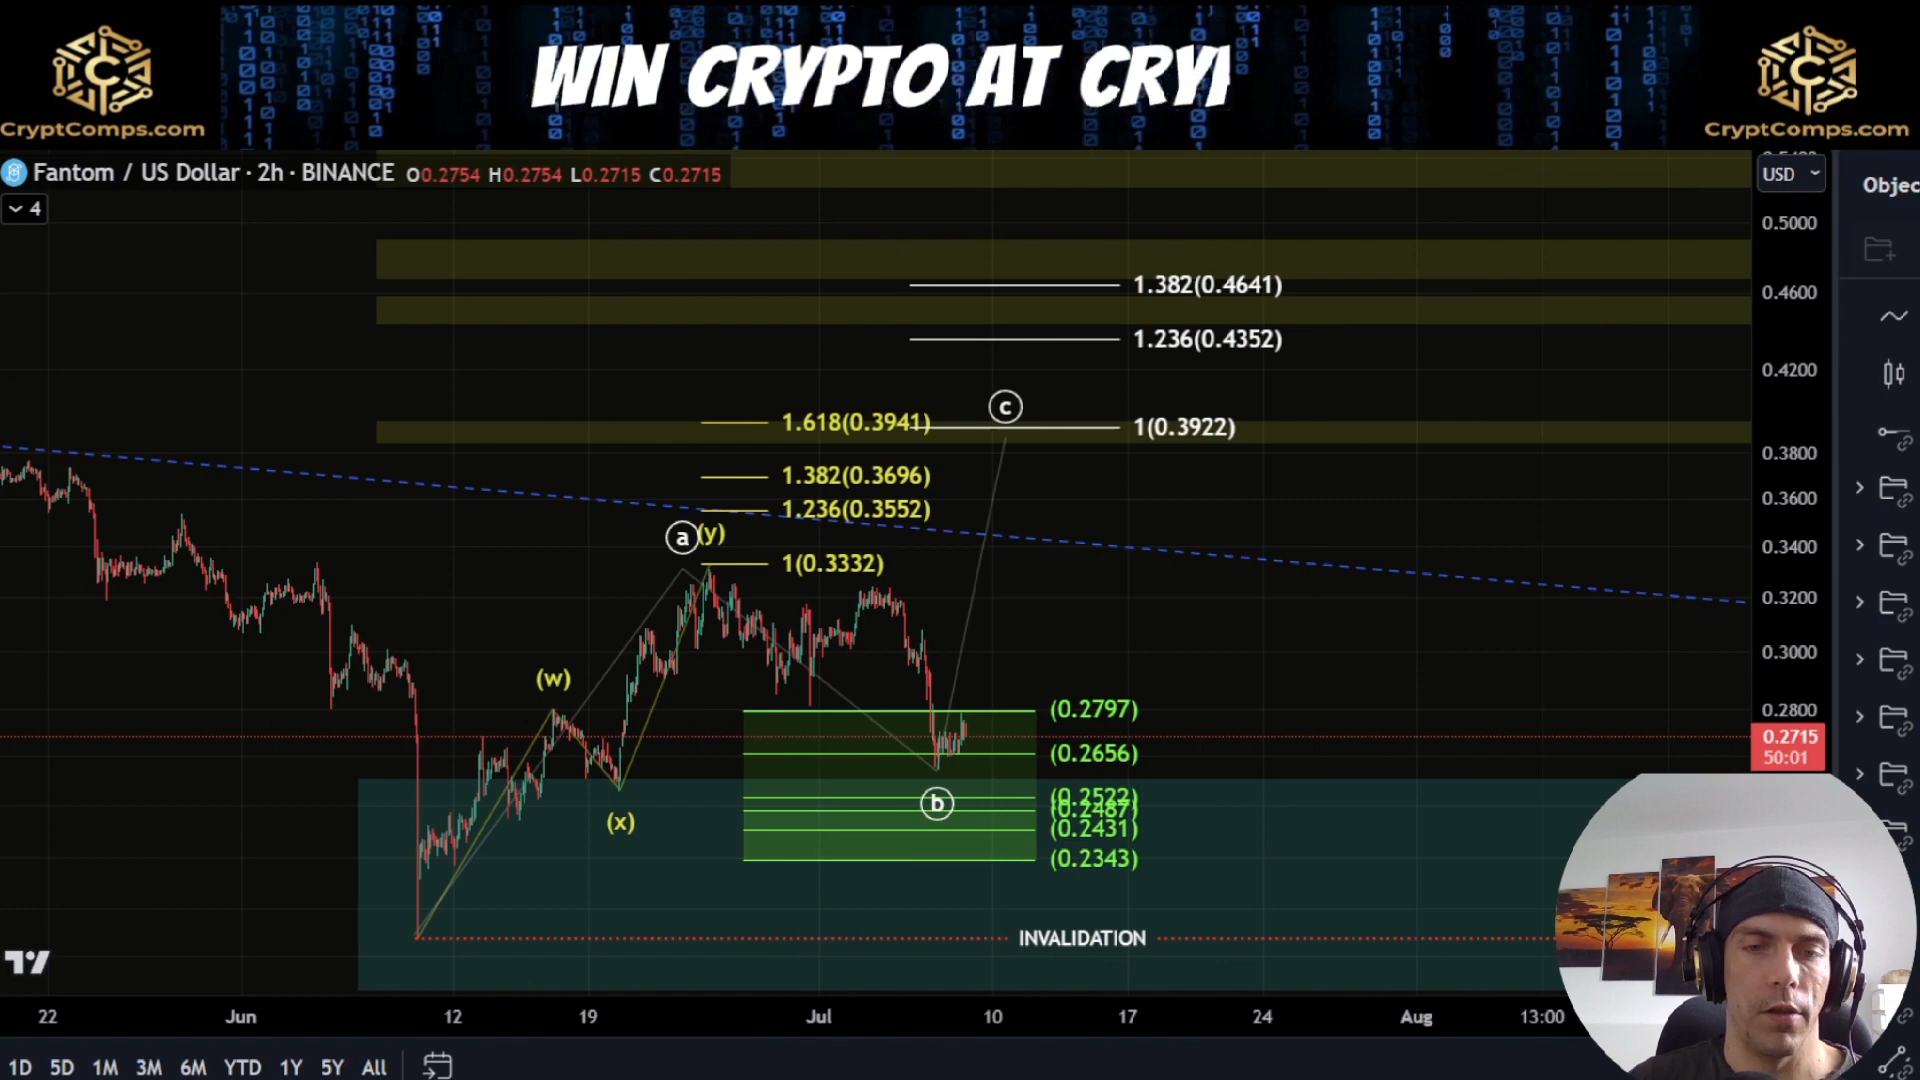 WIN CRYPTO AT CRYI
CryptComps.com
CryptComps.com
Fantom / US Dollar · 2h · BINANCE O0.2754 H0.2754 L0.2715 C0.2715
USD
Objec
4
0.5000
1.382(0.4641)
0.4600
1.236(0.4352)
0.4200
c
1.618(0.3941)
1(0.3922)
0.3800
1.382(0.3696)
0.3600
1.236(0.3552)
a
(y)
0.3400
1(0.3332)
0.3200
0.3000
(w)
(0.2797)
0.2800
0.2715
50:01
(0.2656)
(0.2522)
(0.2487)
b
(x)
(0.2431)
(0.2343)
INVALIDATION
22
Jun
12
19
Jul
10
17
24
Aug
13:00
1D 5D 1M 3M 6M YTD 1Y 5Y All